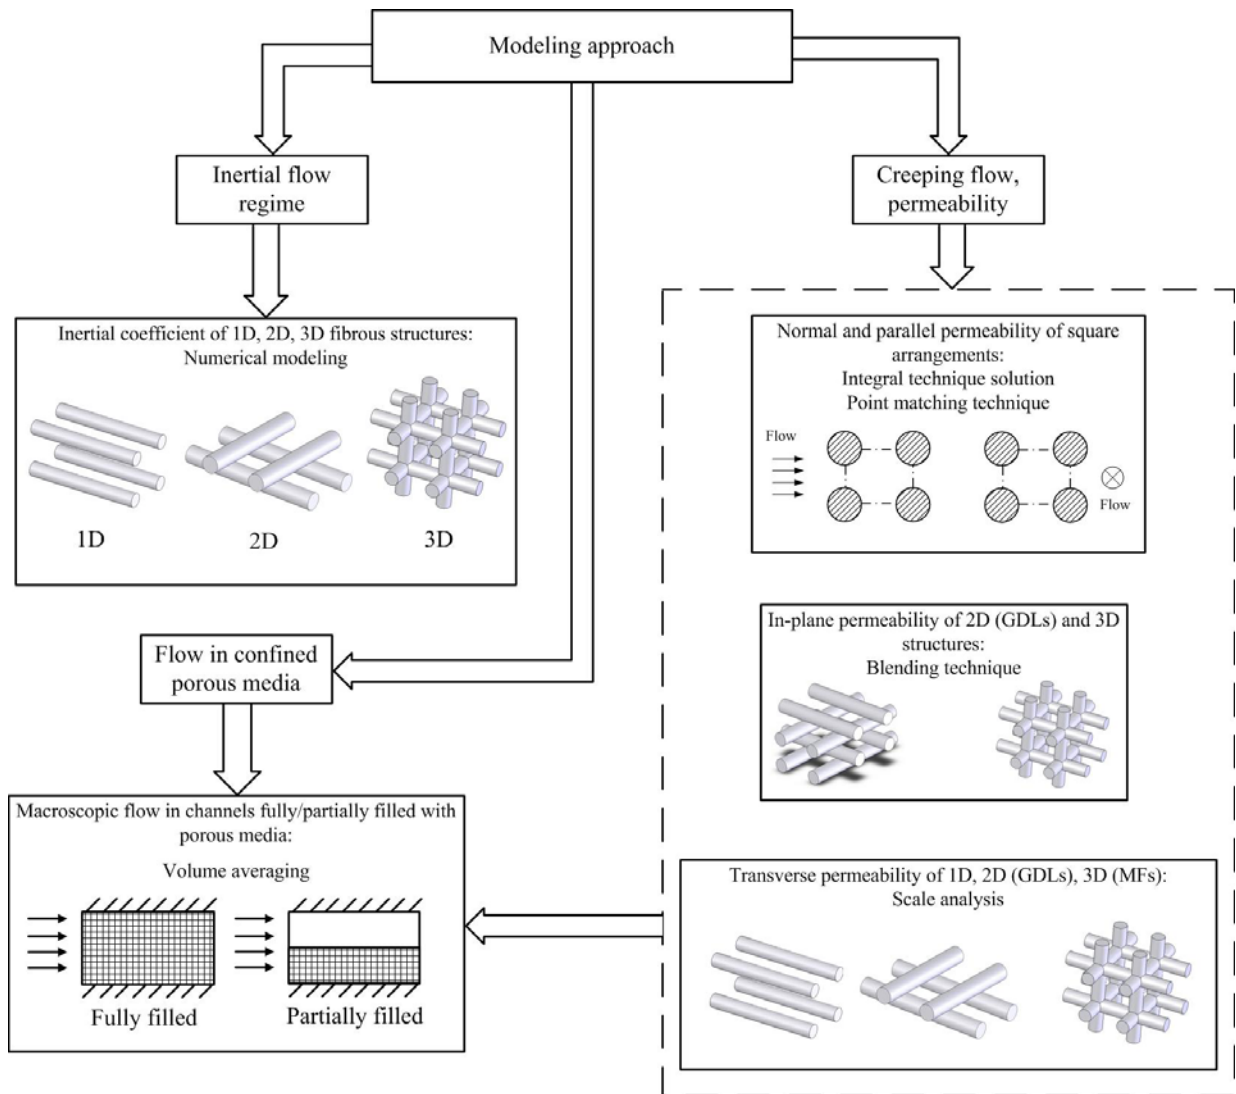 Modeling approach
Inertial flow
regime
Creeping flow,
permeability
Inertial coefficient of 1D, 2D, 3D fibrous structures:
Numerical modeling
1D
2D
3D
Normal and parallel permeability of square
arrangements:
Integral technique solution
Point matching technique
Flow
Flow
In-plane permeability of 2D (GDLs) and 3D
structures:
Blending technique
Flow in confined
porous media
Macroscopic flow in channels fully/partially filled with
porous media:
Volume averaging
Fully filled
Partially filled
Transverse permeability of 1D, 2D (GDLs), 3D (MFs):
Scale analysis